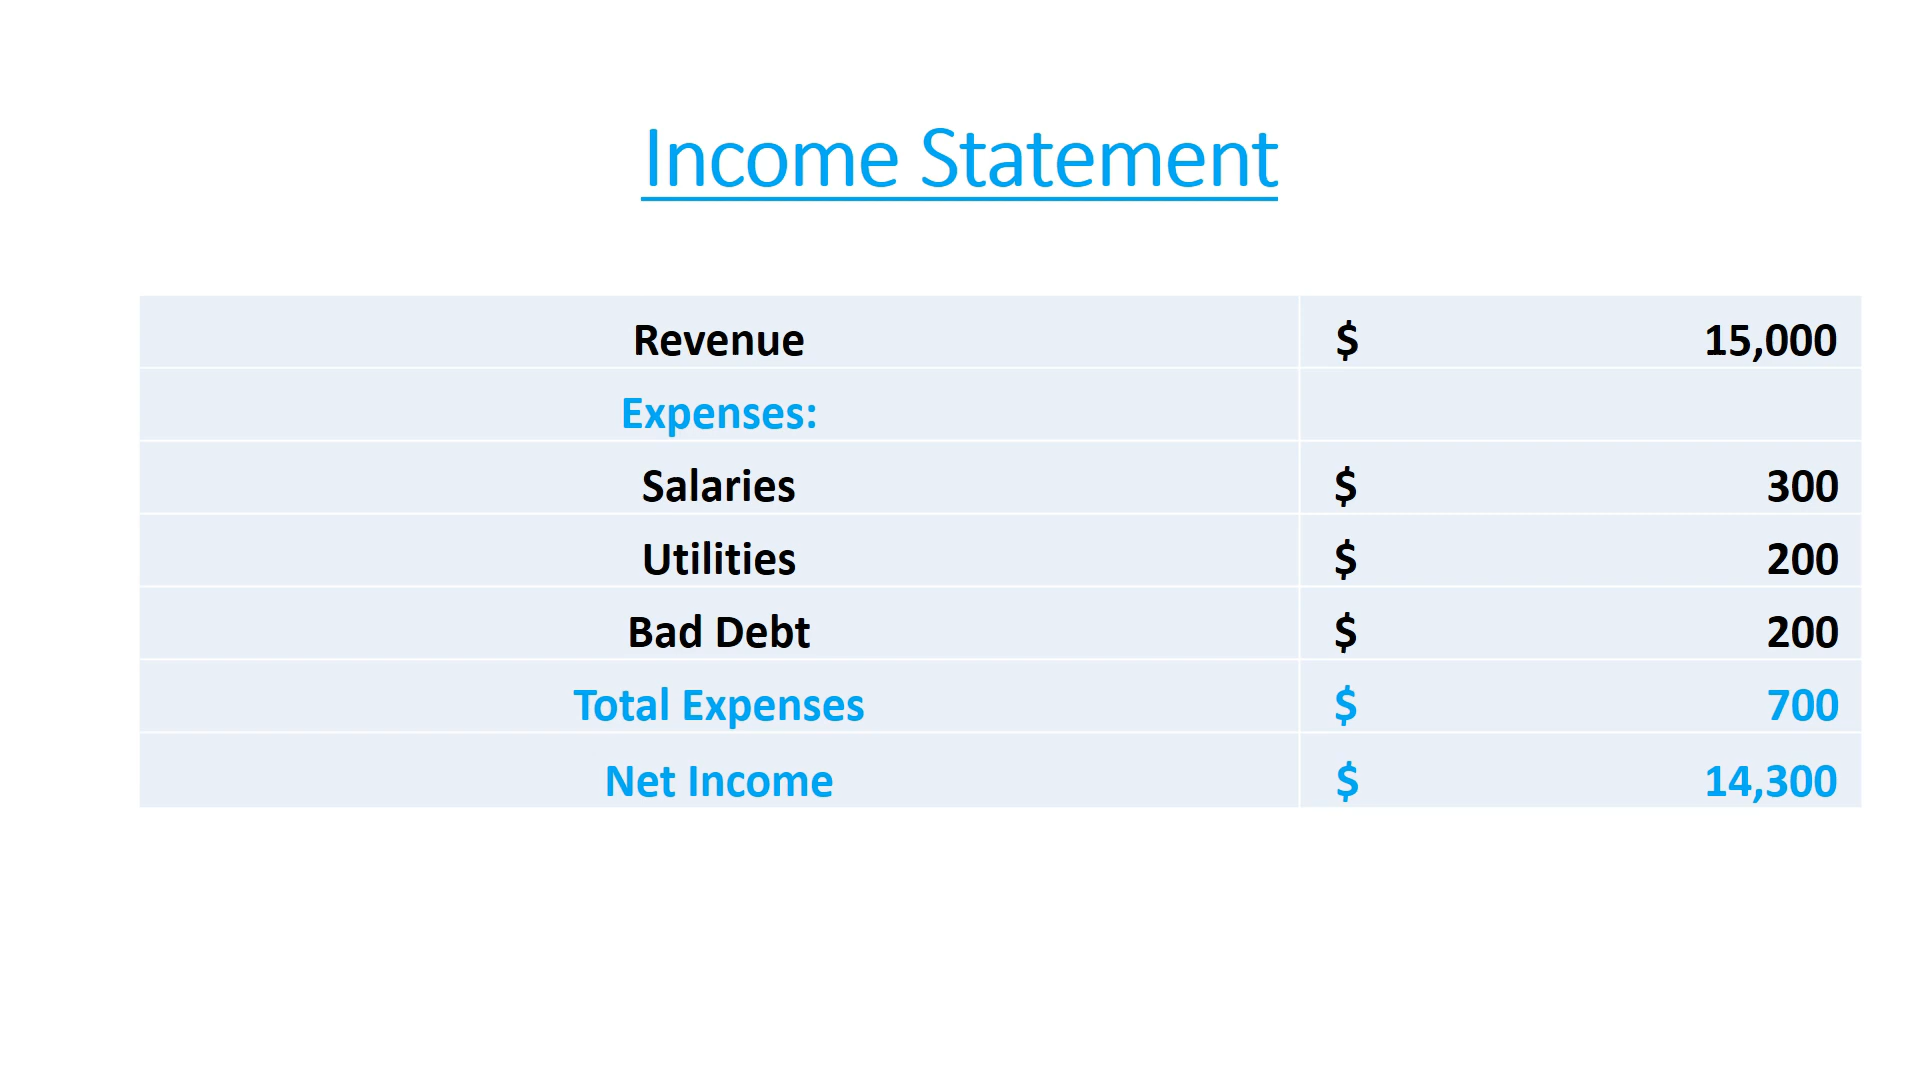 Income Statement
Revenue $ 15,000
Expenses:
Salaries $ 300
Utilities $ 200
Bad Debt $ 200
Total Expenses $ 700
Net Income $ 14,300